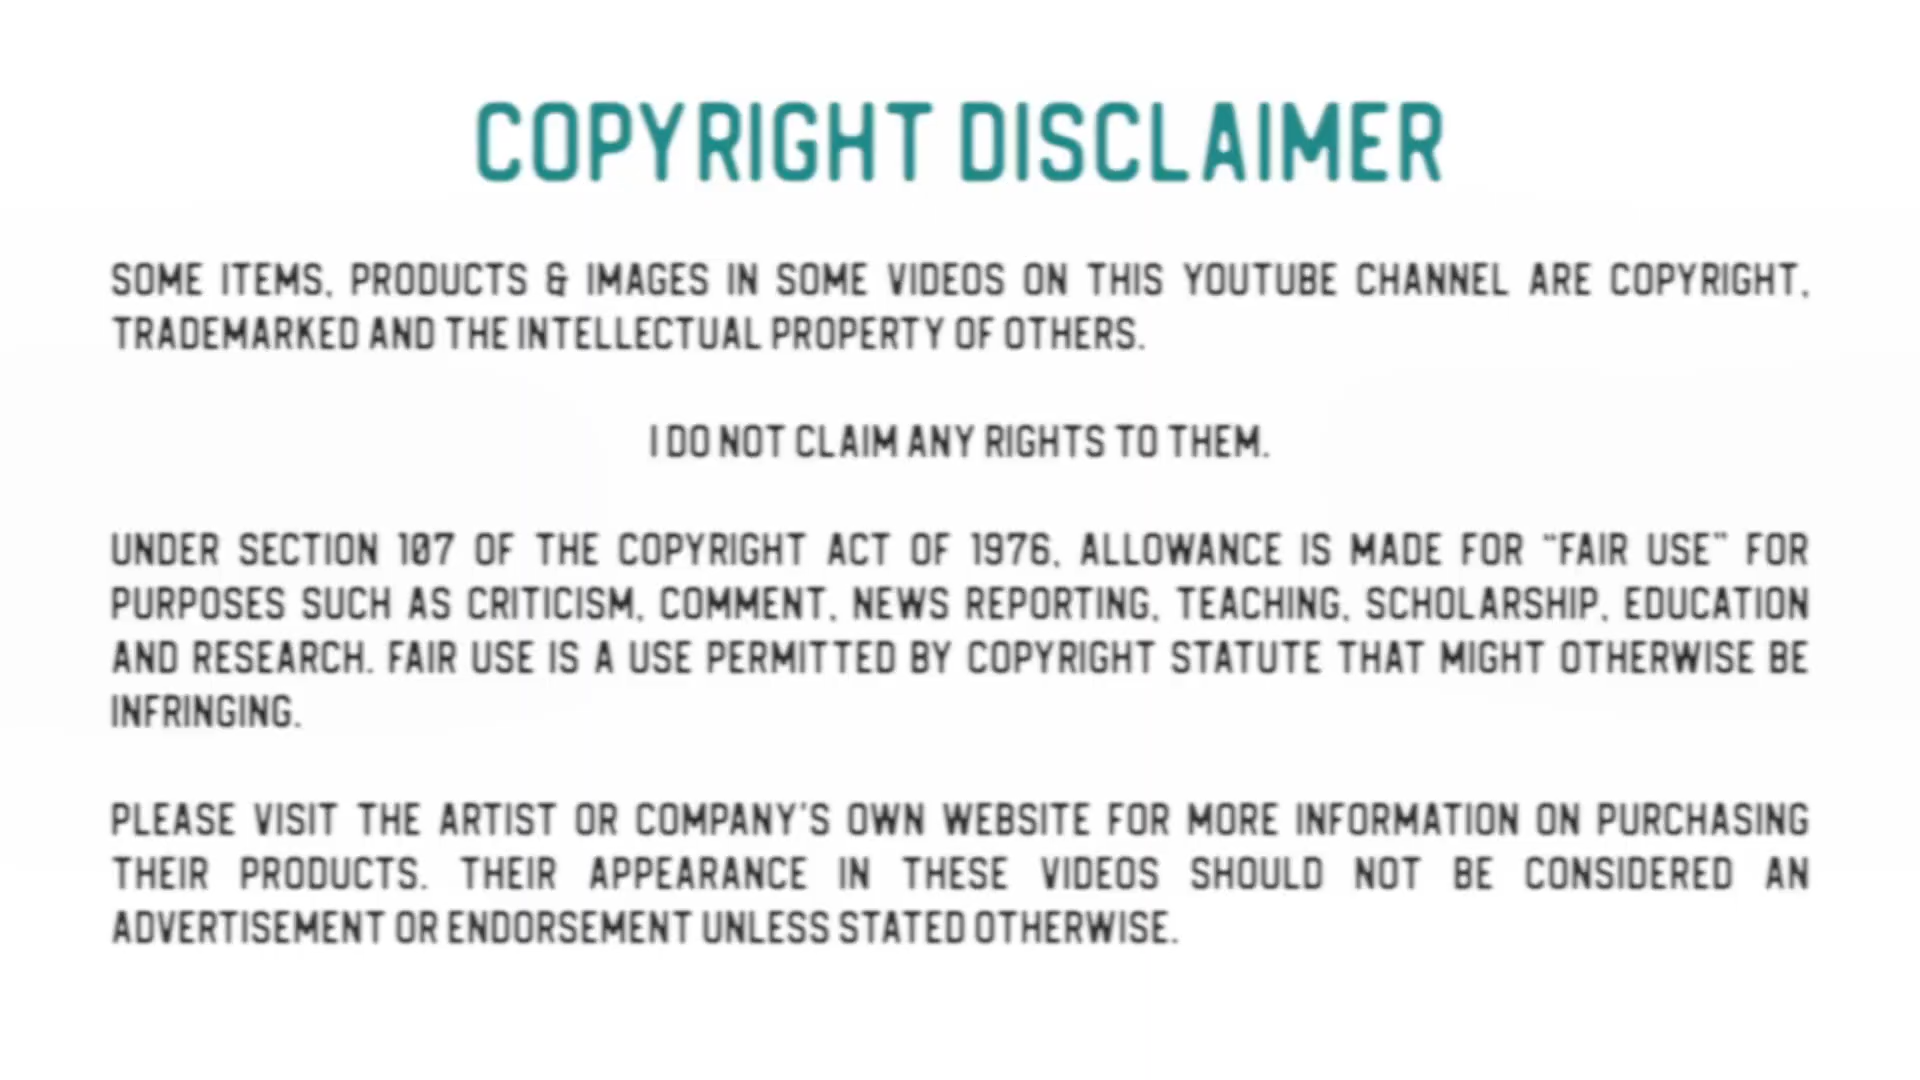 COPYRIGHT DISCLAIMER
SOME ITEMS, PRODUCTS & IMAGES IN SOME VIDEOS ON THIS YOUTUBE CHANNEL ARE COPYRIGHT,
TRADEMARKED AND THE INTELLECTUAL PROPERTY OF OTHERS.
I DO NOT CLAIM ANY RIGHTS TO THEM.
UNDER SECTION 107 OF THE COPYRIGHT ACT OF 1976, ALLOWANCE IS MADE FOR “FAIR USE” FOR
PURPOSES SUCH AS CRITICISM, COMMENT, NEWS REPORTING, TEACHING, SCHOLARSHIP, EDUCATION
AND RESEARCH. FAIR USE IS A USE PERMITTED BY COPYRIGHT STATUTE THAT MIGHT OTHERWISE BE
INFRINGING.
PLEASE VISIT THE ARTIST OR COMPANY'S OWN WEBSITE FOR MORE INFORMATION ON PURCHASING
THEIR PRODUCTS. THEIR APPEARANCE IN THESE VIDEOS SHOULD NOT BE CONSIDERED AN
ADVERTISEMENT OR ENDORSEMENT UNLESS STATED OTHERWISE.